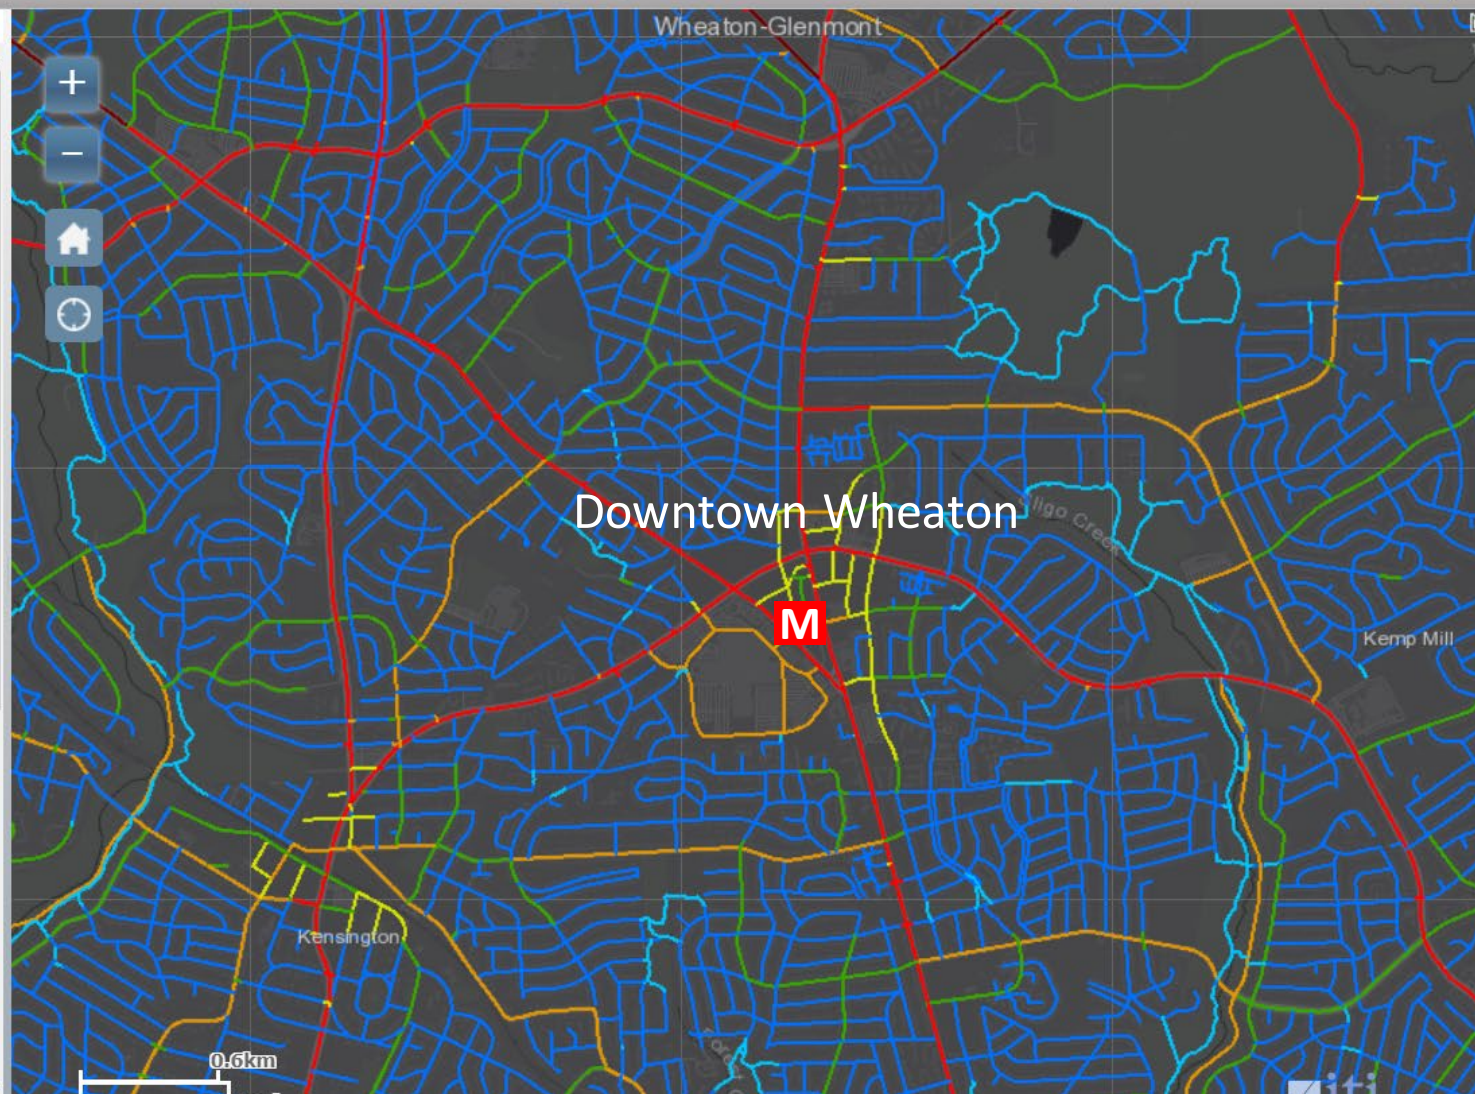 Wheaton-Glenmont
+
−
Downtown Wheaton
Sligo Creek
M
Kemp Mill
Kensington
0.6km